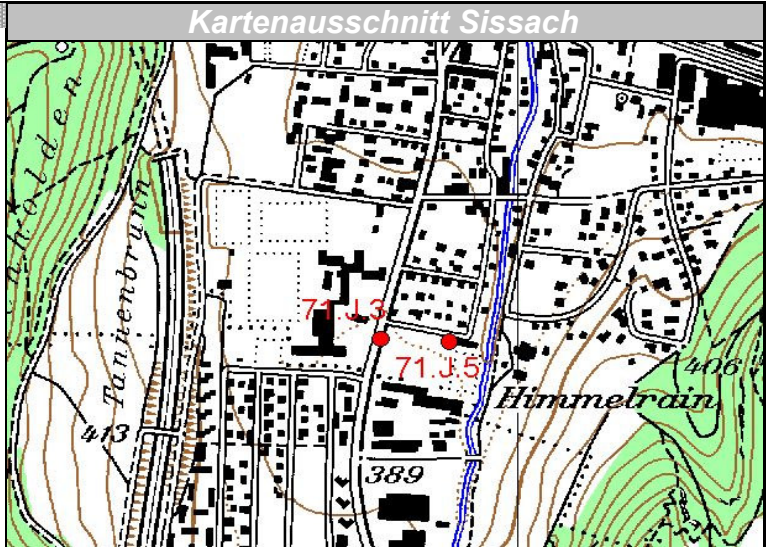 Kartenausschnitt Sissach
Tannenbrunn
71.J.3
71.J.5
406
Himmelrain
413
389